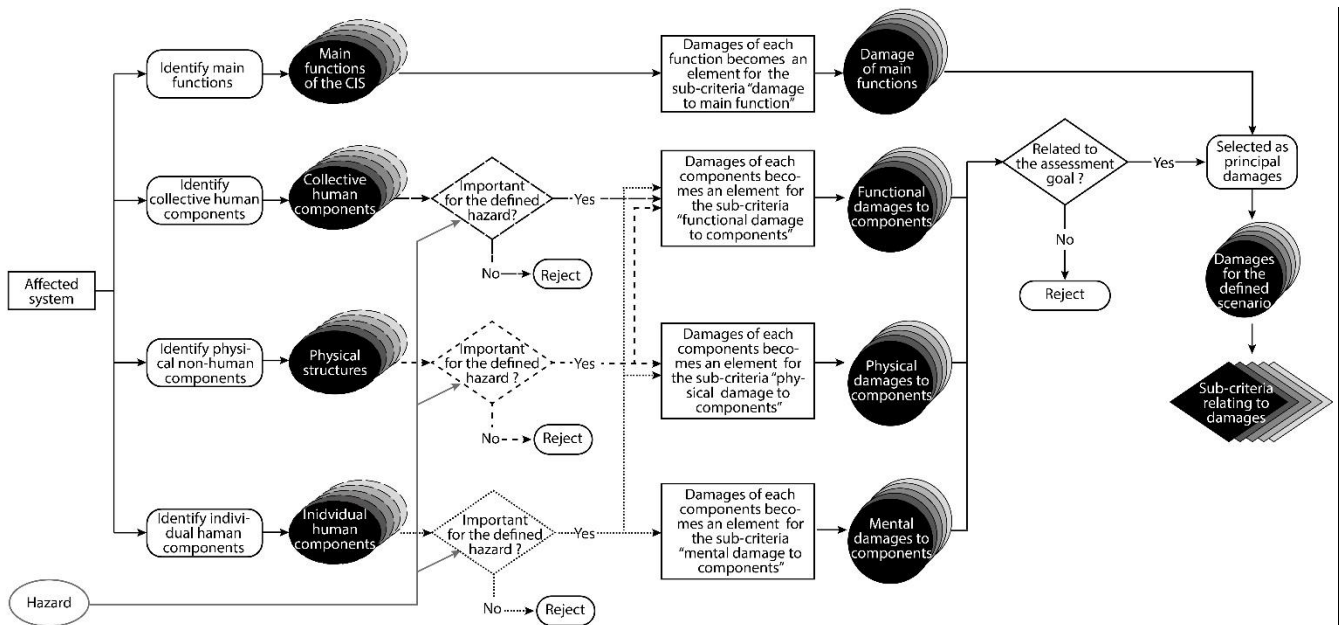 Identify main
functions
Main
functions
of the CIS
Damages of each
function becomes an
element for the
sub-criteria “damage
to main function”
Damage
of main
functions
Identify
collective human
components
Collective
human
components
Important
for the defined
hazard?
Yes
No
Reject
Damages of each
components beco-
mes an element for
the sub-criteria
“functional damage
to components”
Functional
damages to
components
Related to
the assessment
goal ?
Yes
No
Reject
Selected as
principal
damages
Damages
for the
defined
scenario
Sub-criteria
relating to
damages
Affected
system
Identify physical
non-human
components
Physical
structures
Important
for the defined
hazard ?
Yes
No
Reject
Damages of each
components beco-
mes an element for
the sub-criteria “phy-
sical damage to
components”
Physical
damages to
components
Identify indivi-
dual haman
components
Inidvidual
human
components
Important
for the defined
hazard ?
Yes
No
Reject
Damages of each
components beco-
mes an element for
the sub-criteria
“mental damage to
components”
Mental
damages to
components
Hazard